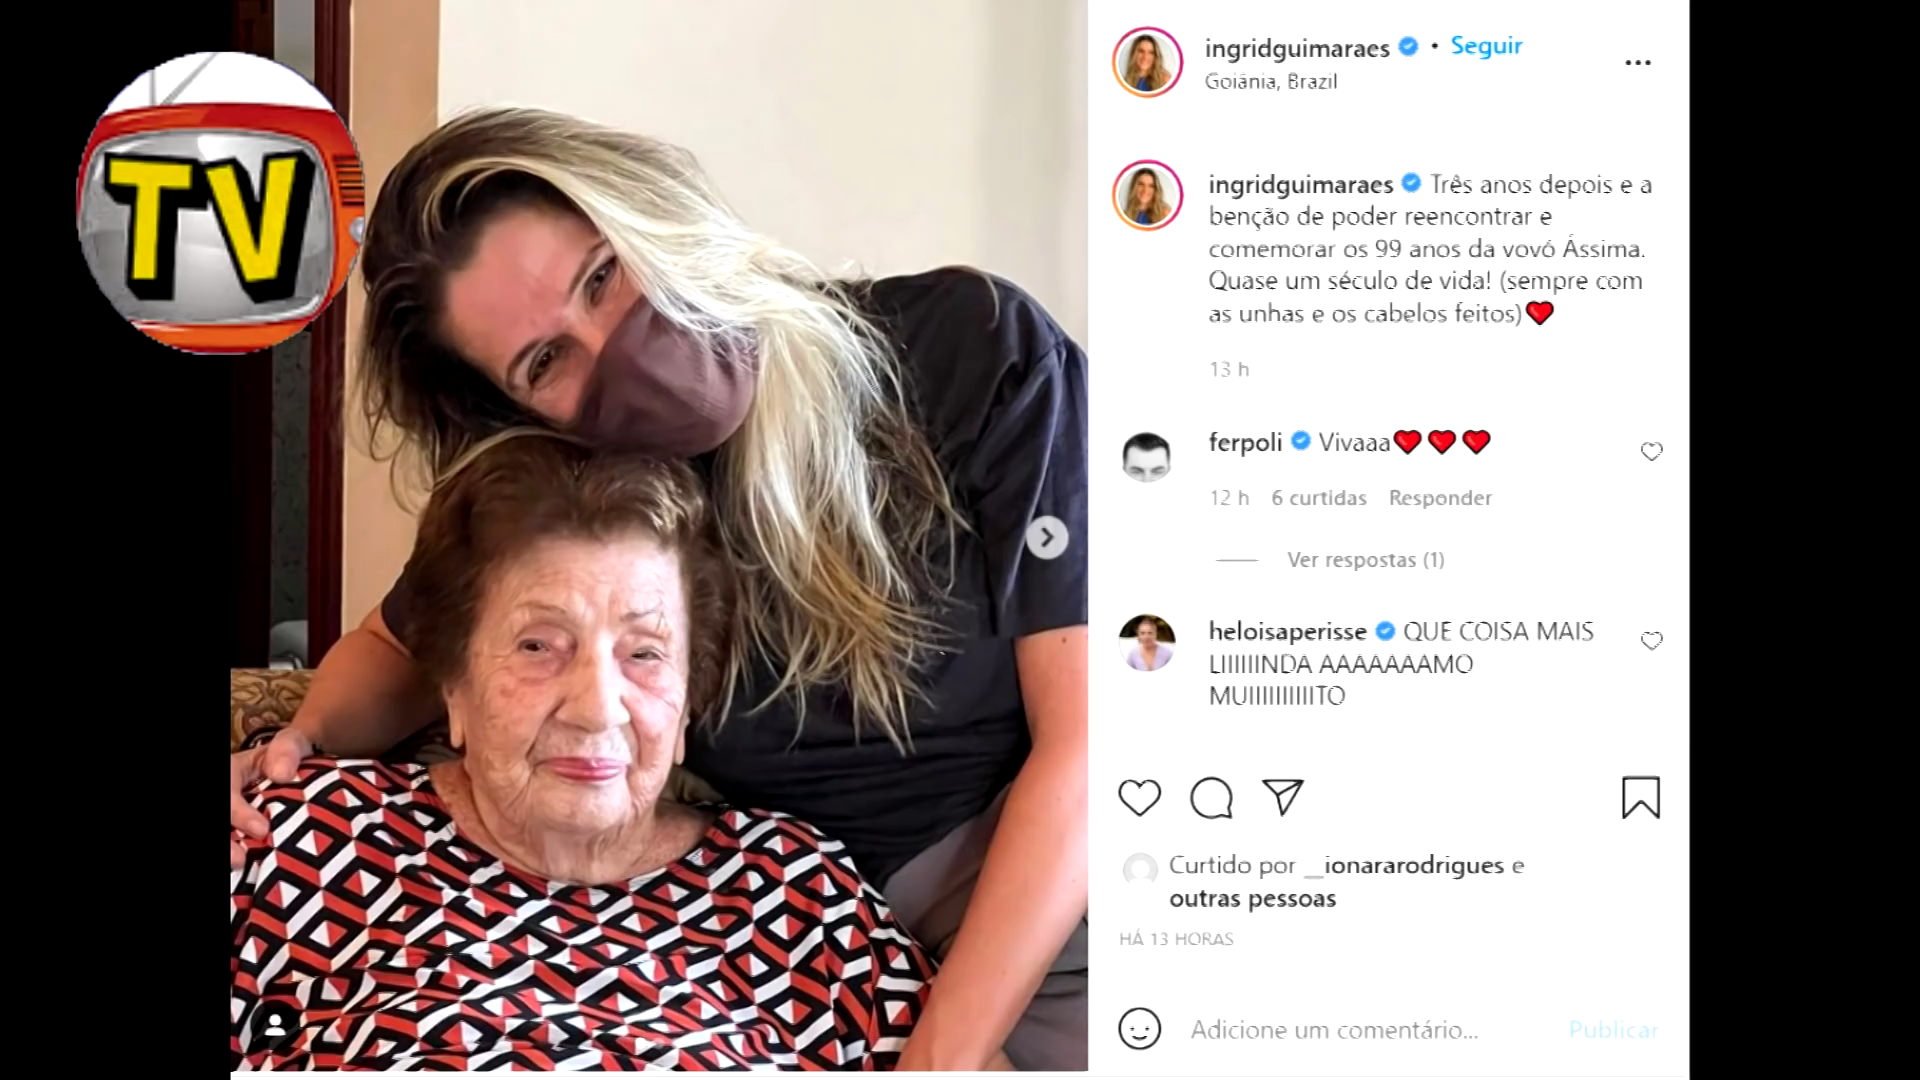 TV
ingridguimaraes • Seguir
Goiânia, Brazil
ingridguimaraes Três anos depois e a
benção de poder reencontrar e
comemorar os 99 anos da vovó Ássima.
Quase um século de vida! (sempre com
as unhas e os cabelos feitos)❤️
13 h
ferpoli Vivaaa❤️❤️❤️
12 h 6 curtidas Responder
Ver respostas (1)
heloisaperisse QUE COISA MAIS
LIIIIIINDA AAAAAAAMO
MUIIIIIIIIIITO
Curtido por __ionararodrigues e
outras pessoas
HÁ 13 HORAS
Adicione um comentário... Publicar